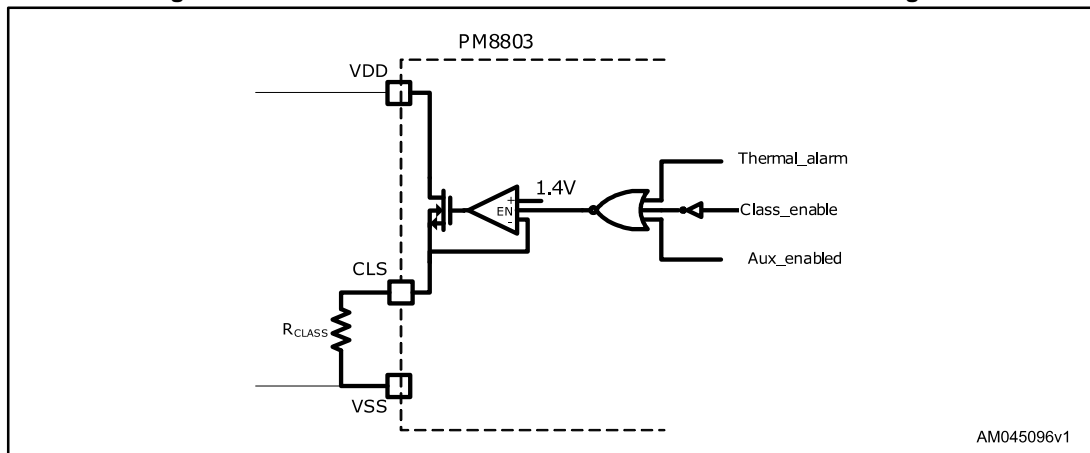 PM8803
VDD
Thermal_alarm
1.4V
+
EN
-
Class_enable
Aux_enabled
CLS
RCLASS
VSS
AM045096v1